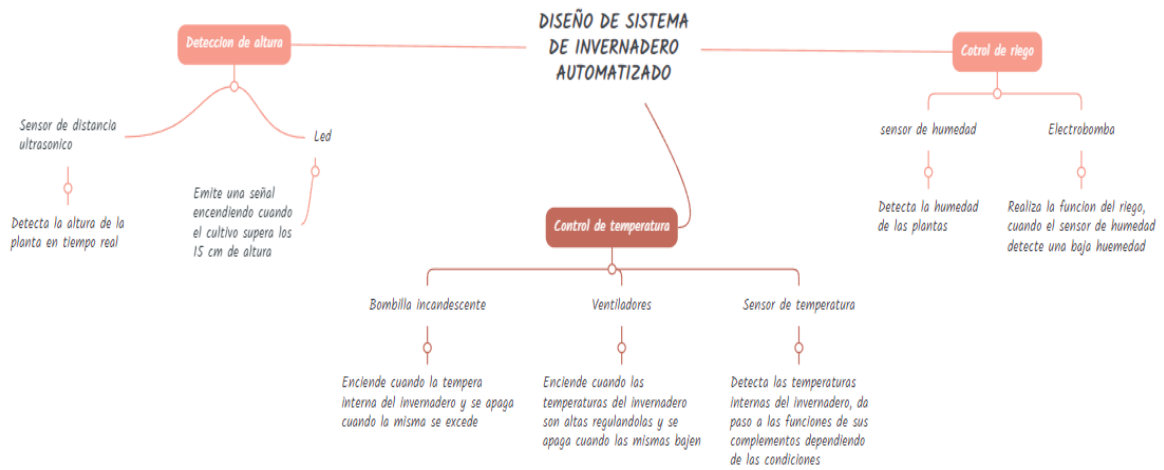 DISEÑO DE SISTEMA
DE INVERNADERO
AUTOMATIZADO
Deteccion de altura
Sensor de distancia
ultrasonico
Detecta la altura de la
planta en tiempo real
Led
Emite una señal
encendiendo cuando
el cultivo supera los
15 cm de altura
Control de temperatura
Bombilla incandescente
Enciende cuando la tempera
interna del invernadero y se apaga
cuando la misma se excede
Ventiladores
Enciende cuando las
temperaturas del invernadero
son altas regulandolas y se
apaga cuando las mismas bajen
Sensor de temperatura
Detecta las temperaturas
internas del invernadero, da
paso a las funciones de sus
complementos dependiendo
de las condiciones
Cotrol de riego
sensor de humedad
Detecta la humedad
de las plantas
Electrobomba
Realiza la funcion del riego,
cuando el sensor de humedad
detecte una baja huemedad